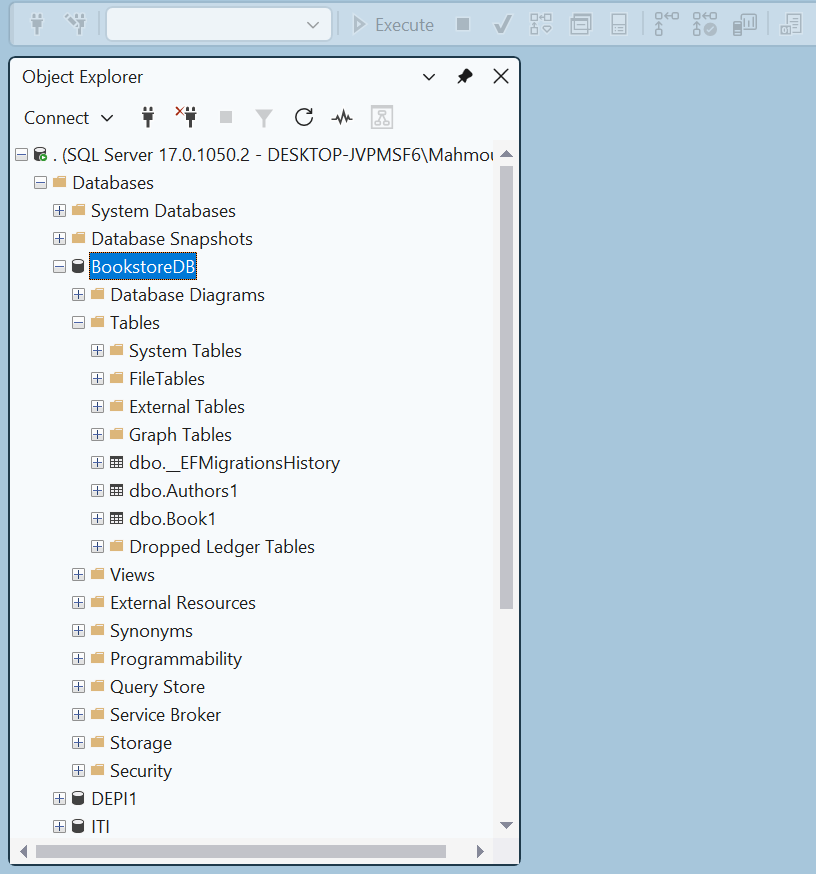 Execute
Object Explorer
Connect
. (SQL Server 17.0.1050.2 - DESKTOP-JVPMSF6\Mahmou
Databases
System Databases
Database Snapshots
BookstoreDB
Database Diagrams
Tables
System Tables
FileTables
External Tables
Graph Tables
dbo.__EFMigrationsHistory
dbo.Authors1
dbo.Book1
Dropped Ledger Tables
Views
External Resources
Synonyms
Programmability
Query Store
Service Broker
Storage
Security
DEPI1
ITI